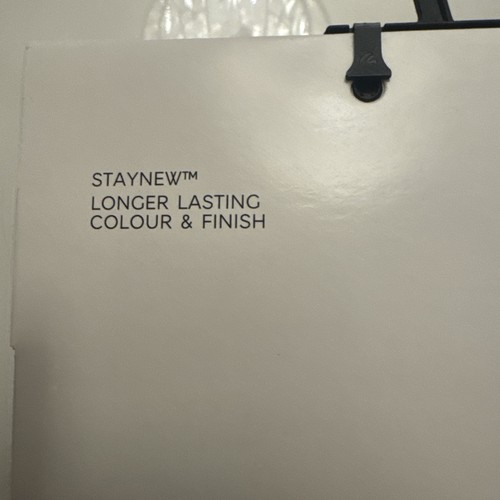 STAYNEW™
LONGER LASTING
COLOUR & FINISH